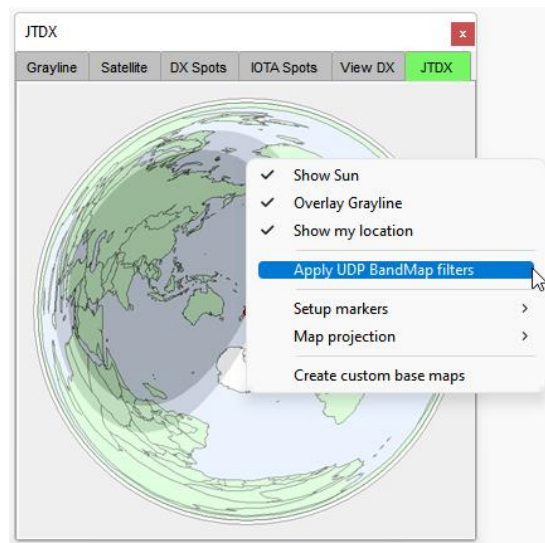 JTDX
x
Grayline Satellite DX Spots IOTA Spots View DX JTDX
Show Sun
Overlay Grayline
Show my location
Apply UDP BandMap filters
Setup markers
Map projection
Create custom base maps